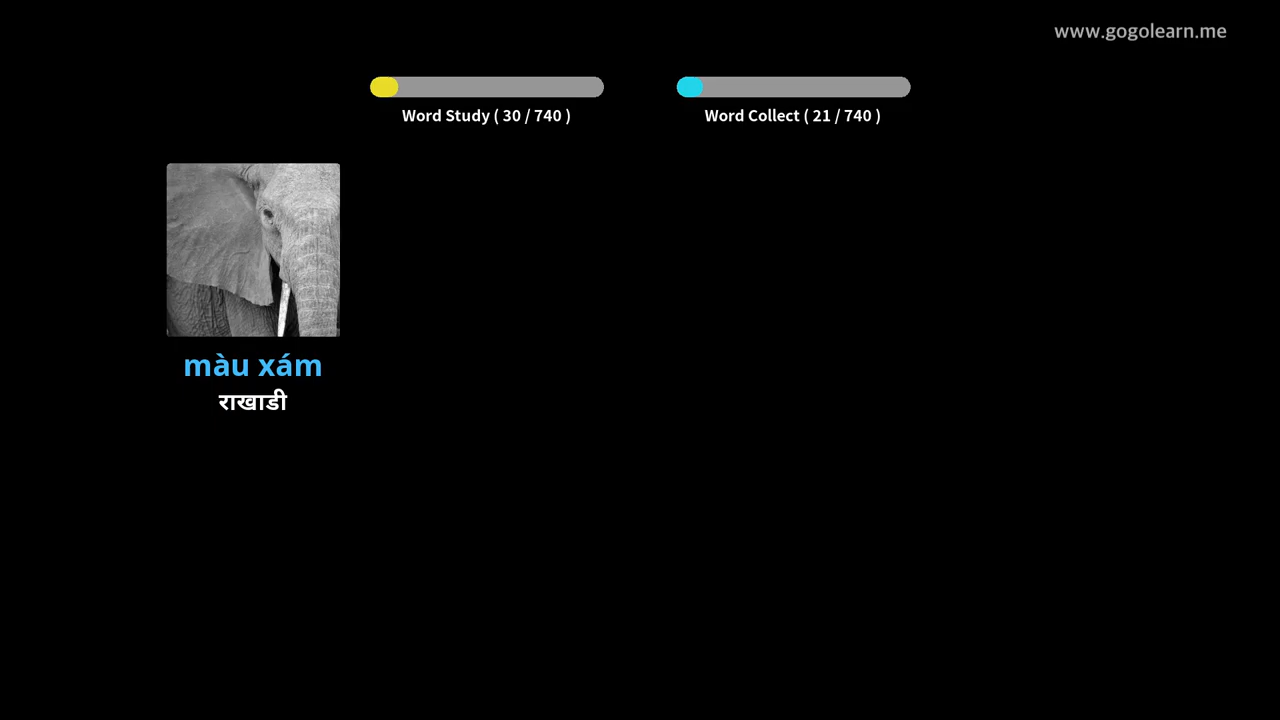 www.gogolearn.me
Word Study ( 30 / 740 )
Word Collect ( 21 / 740 )
màu xám
राखाडी